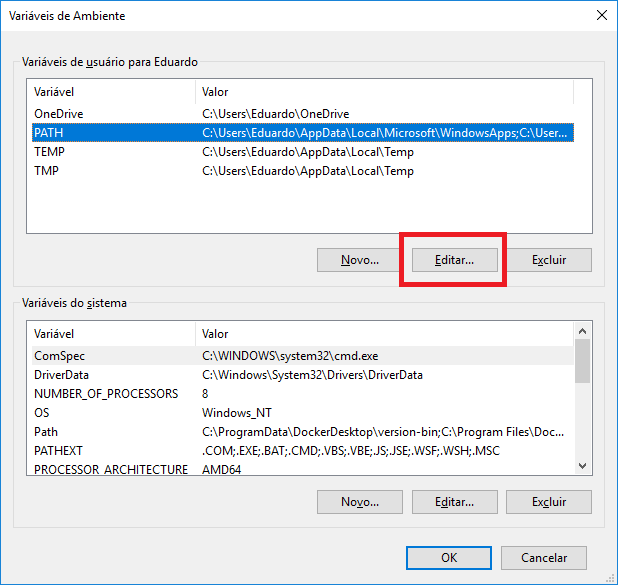 Variáveis de Ambiente
Variáveis de usuário para Eduardo
Variável Valor
OneDrive C:\Users\Eduardo\OneDrive
PATH C:\Users\Eduardo\AppData\Local\Microsoft\WindowsApps;C:\User...
TEMP C:\Users\Eduardo\AppData\Local\Temp
TMP C:\Users\Eduardo\AppData\Local\Temp
Novo... Editar... Excluir
Variáveis do sistema
Variável Valor
ComSpec C:\WINDOWS\system32\cmd.exe
DriverData C:\Windows\System32\Drivers\DriverData
NUMBER_OF_PROCESSORS 8
OS Windows_NT
Path C:\ProgramData\DockerDesktop\version-bin;C:\Program Files\Doc...
PATHEXT .COM;.EXE;.BAT;.CMD;.VBS;.VBE;.JS;.JSE;.WSF;.WSH;.MSC
PROCESSOR_ARCHITECTURE AMD64
Novo... Editar... Excluir
OK Cancelar